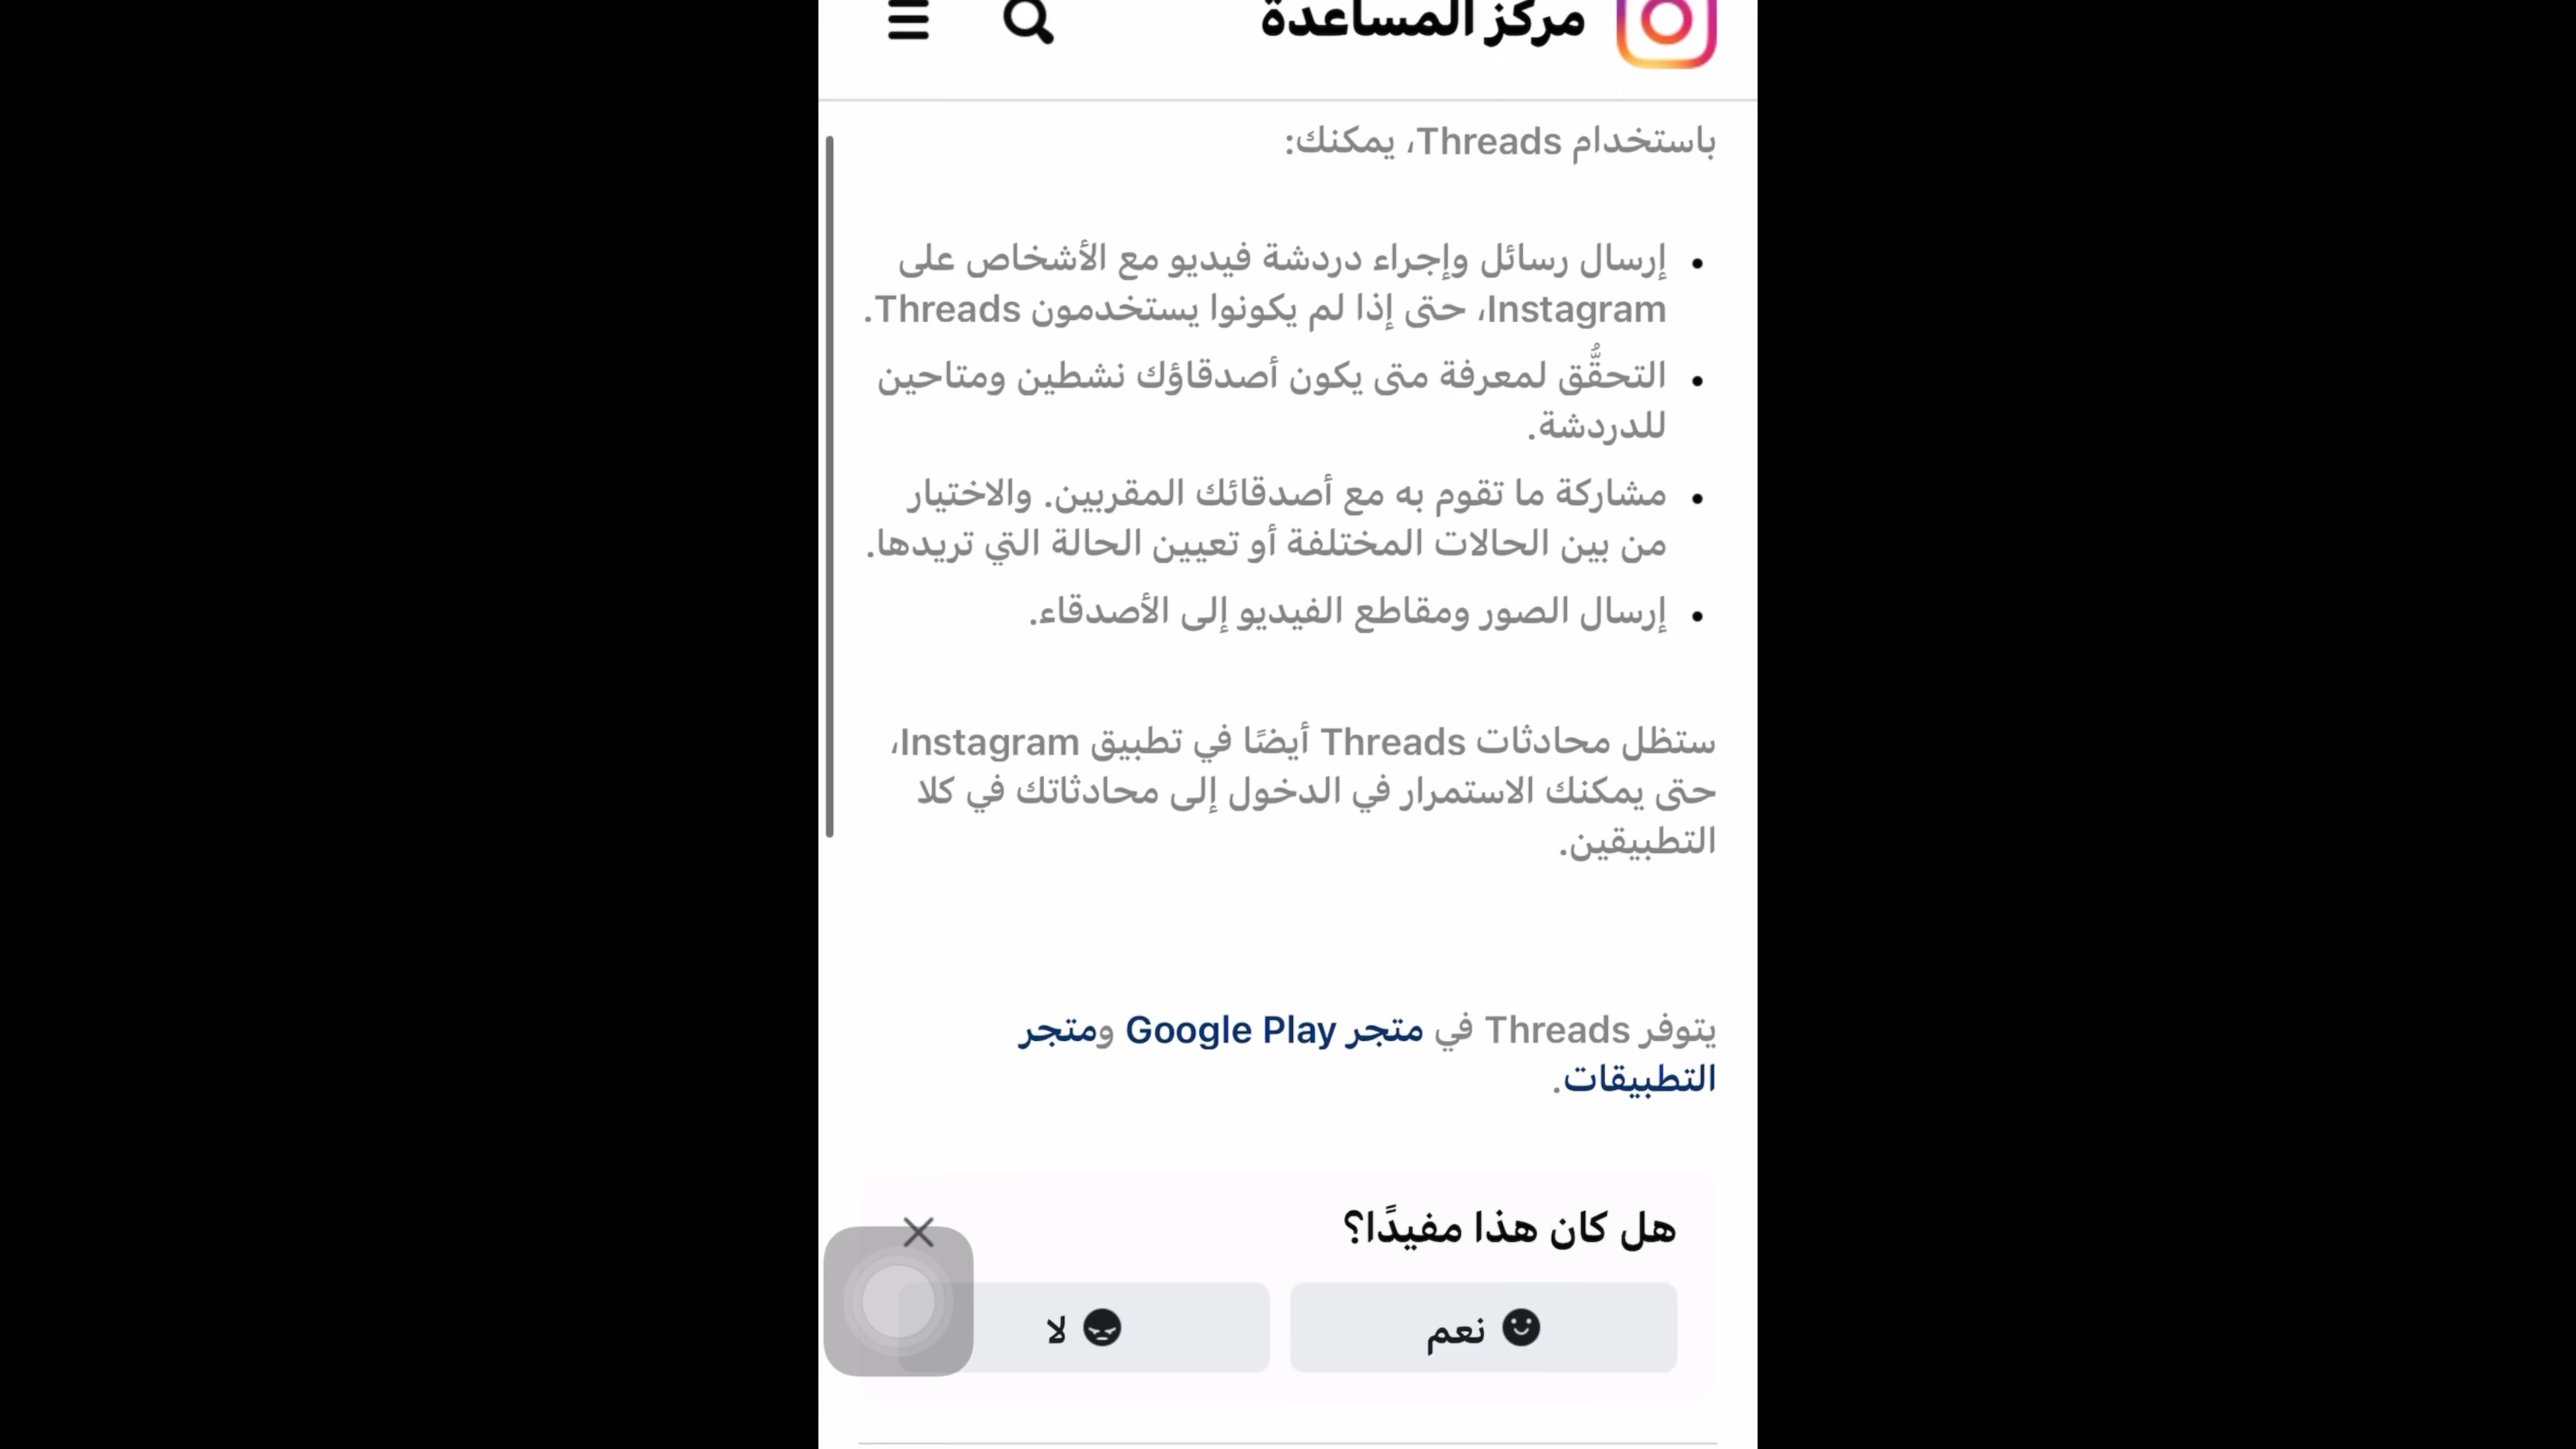 مركز المساعدة
باستخدام Threads، يمكنك:
إرسال رسائل وإجراء دردشة فيديو مع الأشخاص على
Instagram، حتى إذا لم يكونوا يستخدمون Threads.
التحقُّق لمعرفة متى يكون أصدقاؤك نشطين ومتاحين
للدردشة.
مشاركة ما تقوم به مع أصدقائك المقربين. والاختيار
من بين الحالات المختلفة أو تعيين الحالة التي تريدها.
إرسال الصور ومقاطع الفيديو إلى الأصدقاء.
ستظل محادثات Threads أيضًا في تطبيق Instagram،
حتى يمكنك الاستمرار في الدخول إلى محادثاتك في كلا
التطبيقين.
يتوفر Threads في متجر Google Play ومتجر
التطبيقات.
هل كان هذا مفيدًا؟
نعم
لا